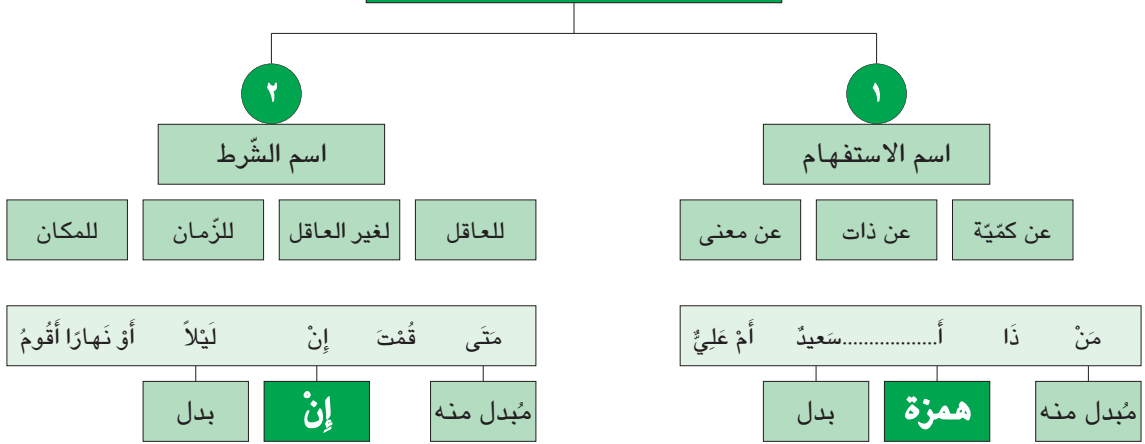 ١
٢
اسم الاستفهام
اسم الشّرط
عن كمّيّة
عن ذات
عن معنى
للعاقل
لغير العاقل
للزّمان
للمكان
مَنْ ذَا أَ..................سَعيدٌ أَمْ عَلِيٌّ
مَتَى قُمْتَ إِنْ لَيْلاً أَوْ نَهارًا أَقُومُ
مُبدل منه
همزة
بدل
مُبدل منه
إِنْ
بدل